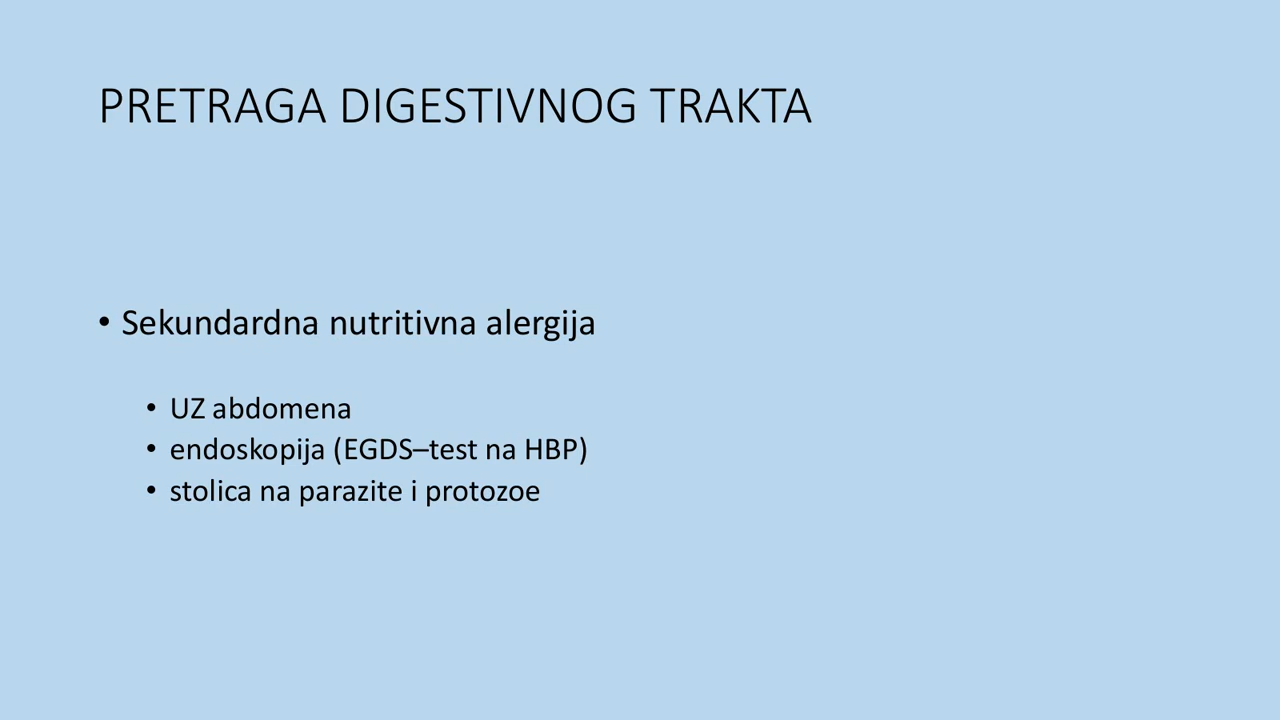 PRETRAGA DIGESTIVNOG TRAKTA
• Sekundardna nutritivna alergija
• UZ abdomena
• endoskopija (EGDS–test na HBP)
• stolica na parazite i protozoe